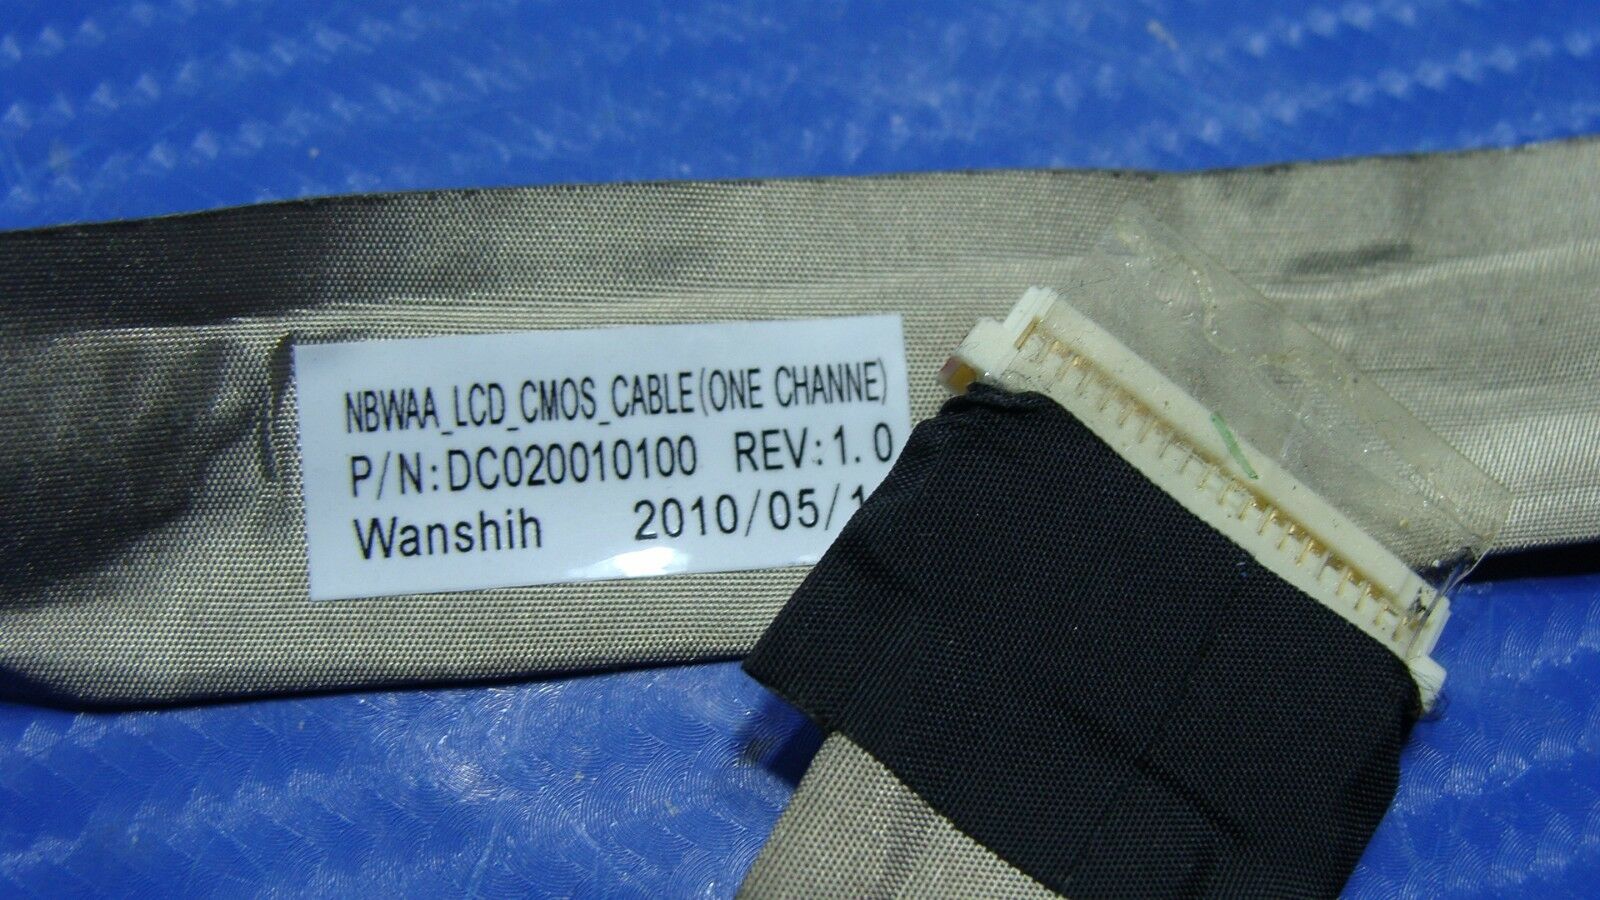 NBWAA_LCD_CMOS_CABLE(ONE CHANNE)
P/N:DC020010100 REV:1.0
Wanshih 2010/05/1